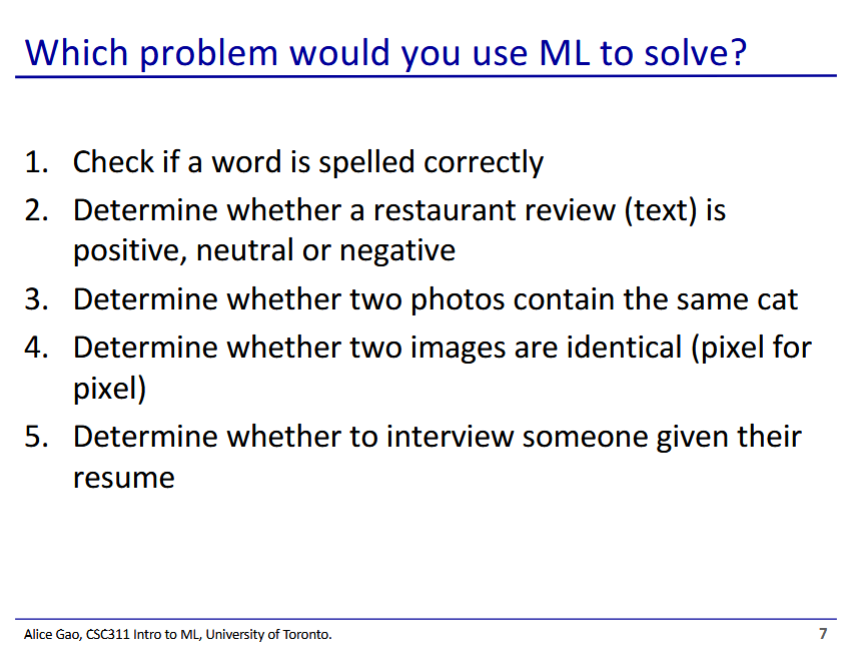 Which problem would you use ML to solve?
1. Check if a word is spelled correctly
2. Determine whether a restaurant review (text) is
positive, neutral or negative
3. Determine whether two photos contain the same cat
4. Determine whether two images are identical (pixel for
pixel)
5. Determine whether to interview someone given their
resume
Alice Gao, CSC311 Intro to ML, University of Toronto.
7